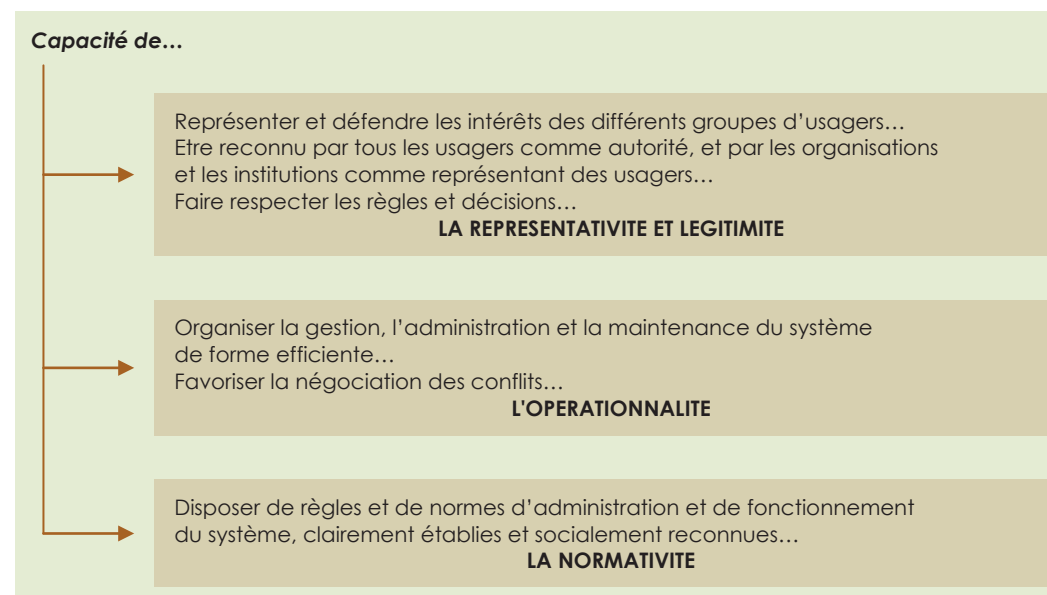 Capacité de…
Représenter et défendre les intérêts des différents groupes d’usagers…
Etre reconnu par tous les usagers comme autorité, et par les organisations
et les institutions comme représentant des usagers…
Faire respecter les règles et décisions…
LA REPRESENTATIVITE ET LEGITIMITE
Organiser la gestion, l’administration et la maintenance du système
de forme efficiente…
Favoriser la négociation des conflits…
L'OPERATIONNALITE
Disposer de règles et de normes d’administration et de fonctionnement
du système, clairement établies et socialement reconnues…
LA NORMATIVITE